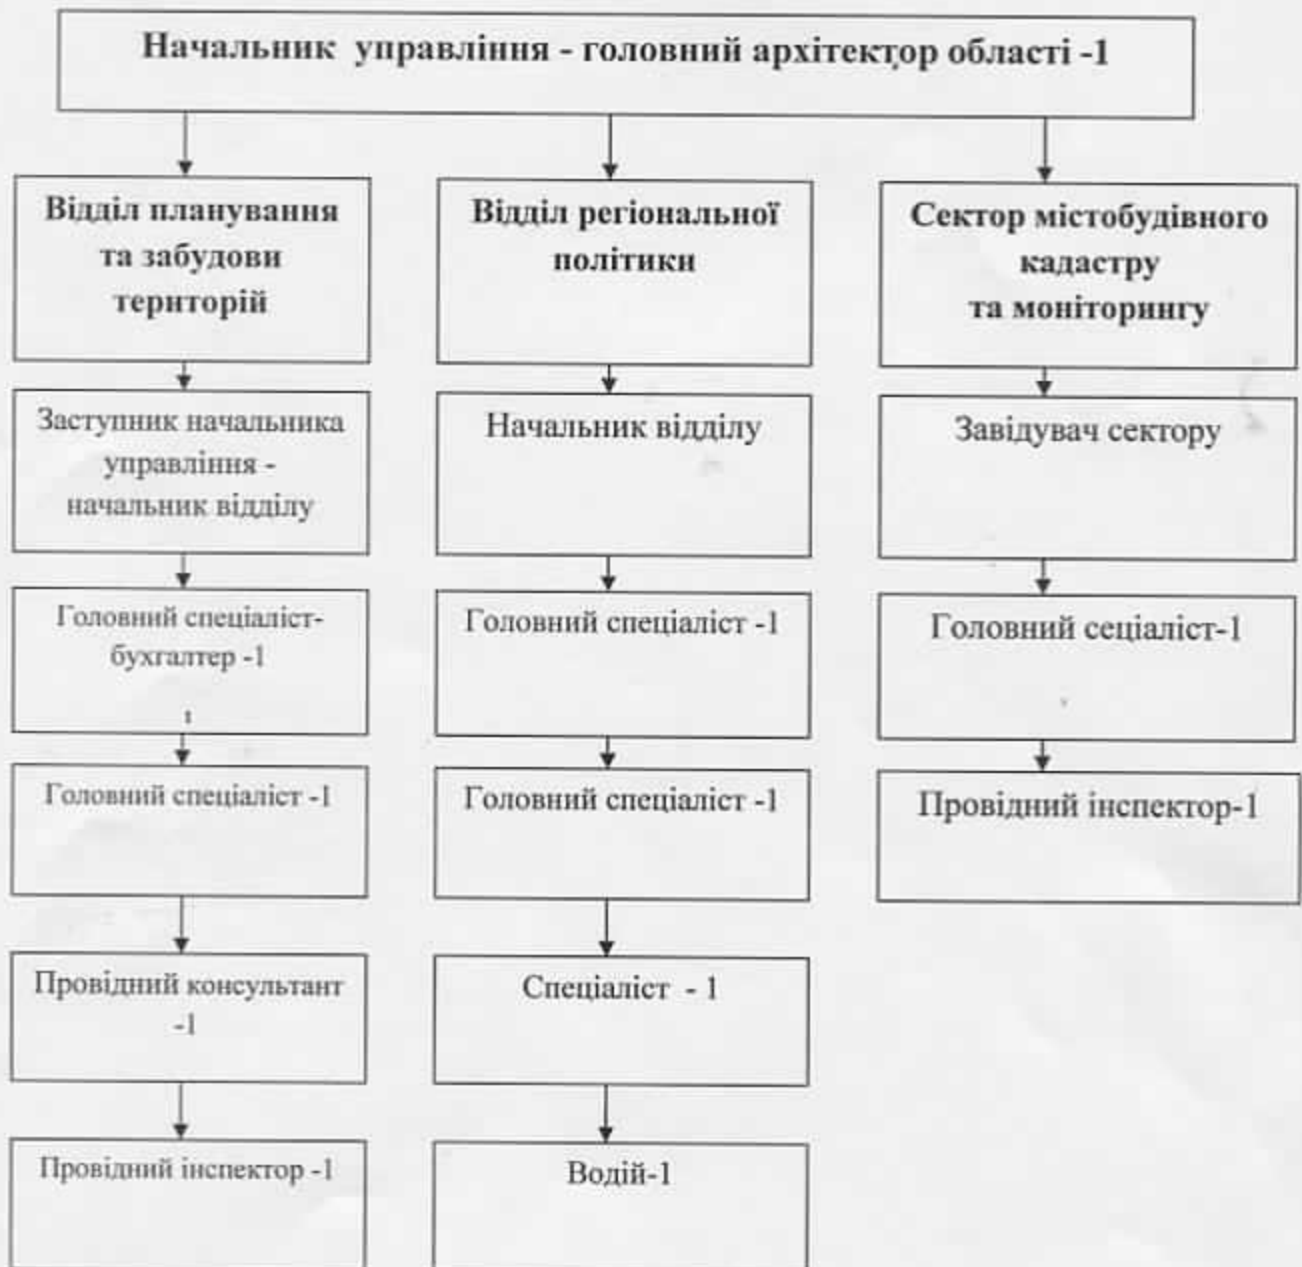 Начальник управління - головний архітектор області -1
Відділ планування
та забудови
територій
Заступник начальника
управління -
начальник відділу
Головний спеціаліст-
бухгалтер -1
Головний спеціаліст -1
Провідний консультант
-1
Провідний інспектор -1
Відділ регіональної
політики
Начальник відділу
Головний спеціаліст -1
Головний спеціаліст -1
Спеціаліст - 1
Водій-1
Сектор містобудівного
кадастру
та моніторингу
Завідувач сектору
Головний сеціаліст-1
Провідний інспектор-1